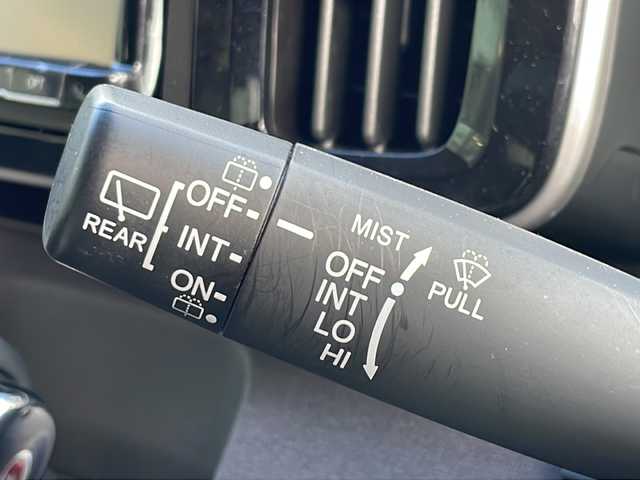 REAR
OFF
INT
ON
MIST
OFF
INT
LO
HI
PULL